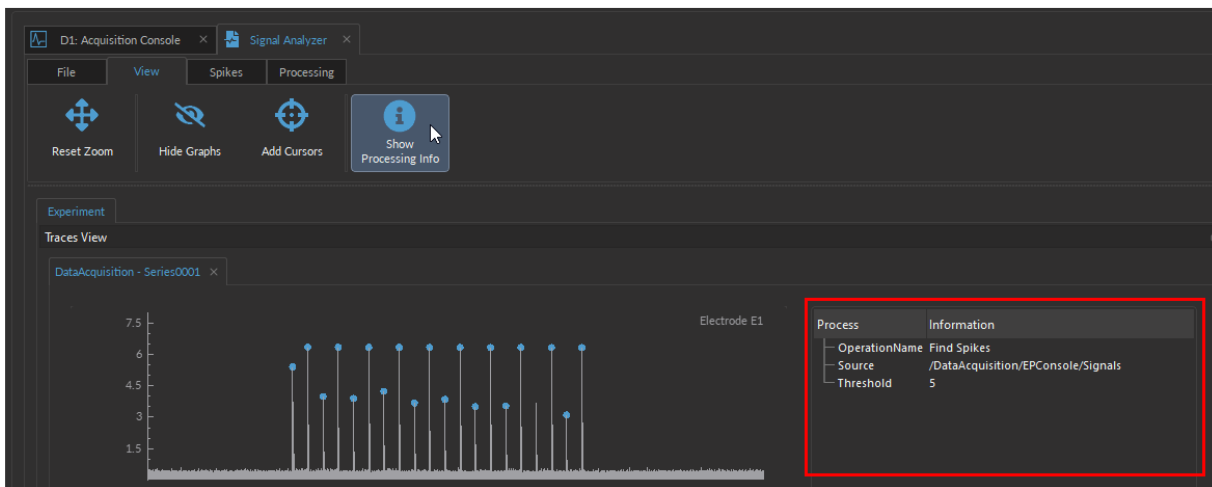 D1: Acquisition Console × Signal Analyzer ×
File View Spikes Processing
Reset Zoom Hide Graphs Add Cursors Show
Processing Info
Experiment
Traces View
DataAcquisition - Series0001 ×
Electrode E1
7.5
6
4.5
3
1.5
Process Information
OperationName Find Spikes
Source /DataAcquisition/EPConsole/Signals
Threshold 5